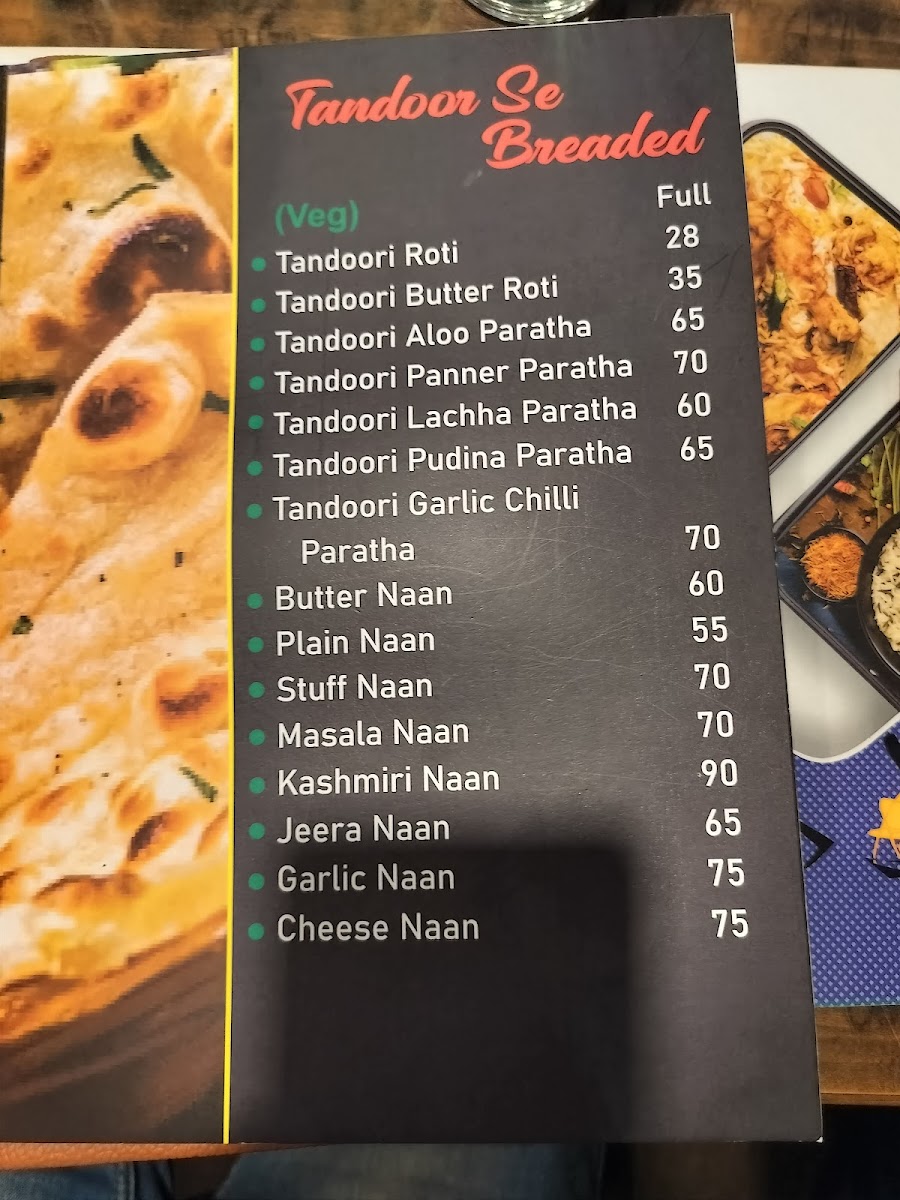 Tandoor Se
Breaded
(Veg) Full
Tandoori Roti 28
Tandoori Butter Roti 35
Tandoori Aloo Paratha 65
Tandoori Panner Paratha 70
Tandoori Lachha Paratha 60
Tandoori Pudina Paratha 65
Tandoori Garlic Chilli
Paratha 70
Butter Naan 60
Plain Naan 55
Stuff Naan 70
Masala Naan 70
Kashmiri Naan 90
Jeera Naan 65
Garlic Naan 75
Cheese Naan 75